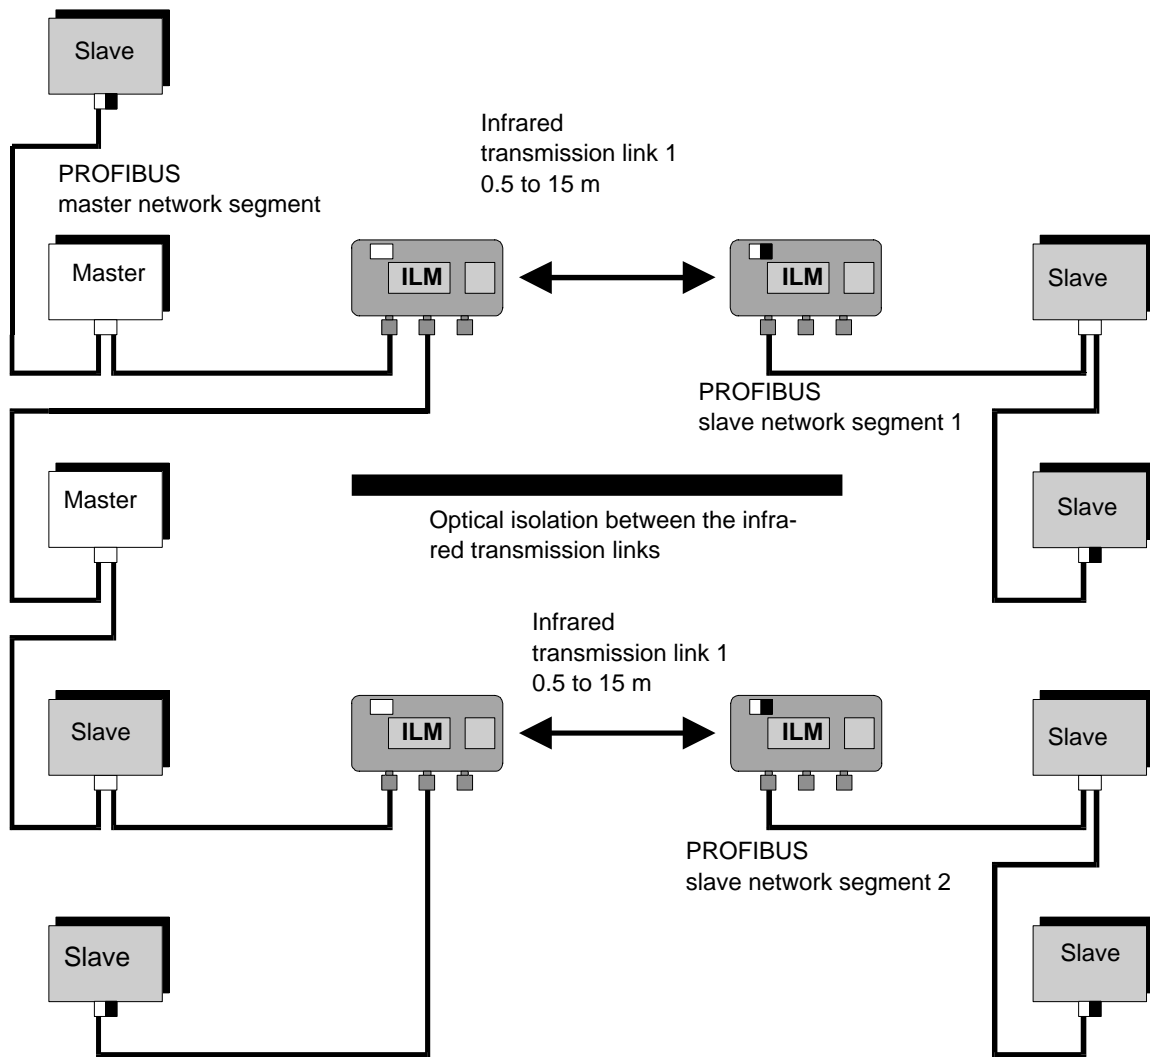 Slave
Infrared
transmission link 1
0.5 to 15 m
PROFIBUS
master network segment
Master
ILM
ILM
Slave
PROFIBUS
slave network segment 1
Master
Slave
Optical isolation between the infra-
red transmission links
Infrared
transmission link 1
0.5 to 15 m
Slave
ILM
ILM
Slave
PROFIBUS
slave network segment 2
Slave
Slave